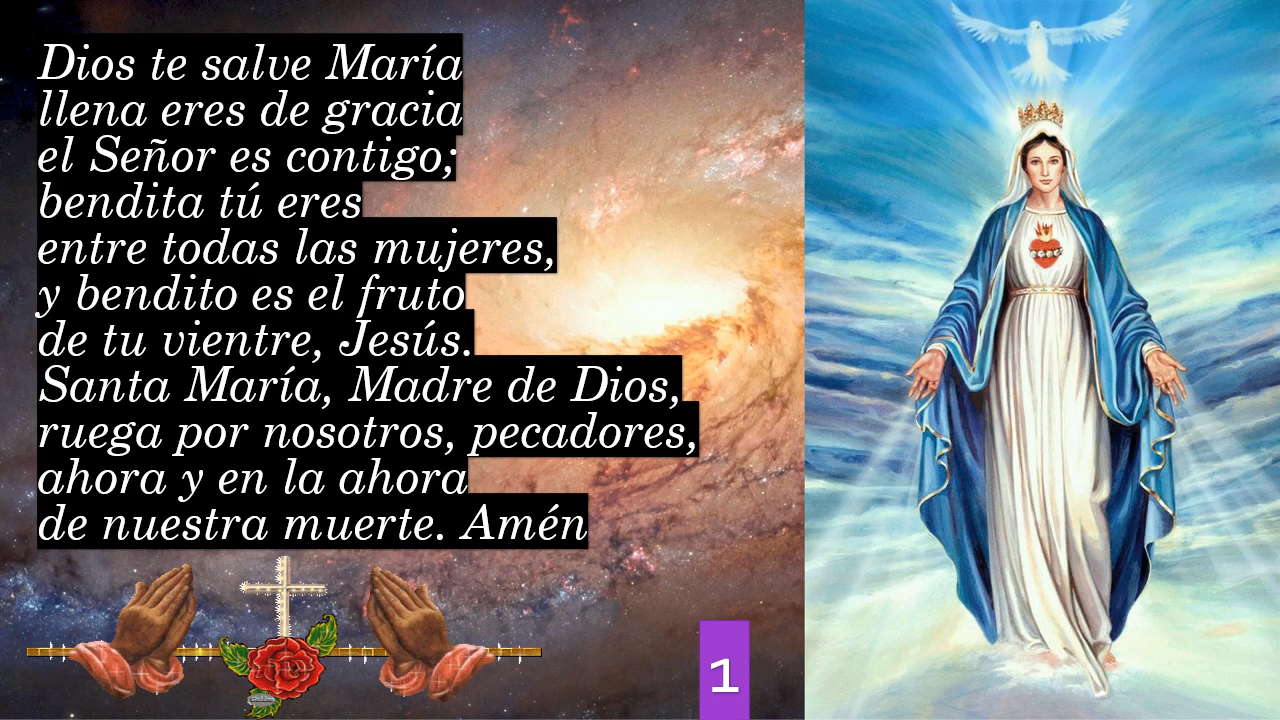 Dios te salve María
llena eres de gracia
el Señor es contigo;
bendita tú eres
entre todas las mujeres,
y bendito es el fruto
de tu vientre, Jesús.
Santa María, Madre de Dios,
ruega por nosotros, pecadores,
ahora y en la ahora
de nuestra muerte. Amén
1